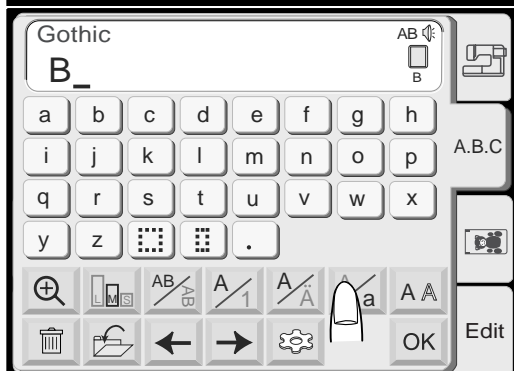 Gothic
AB
B_
B
a b c d e f g h
i j k l m n o p
A.B.C
q r s t u v w x
y z .
L M S AB/AB A/1 A/Ä A/a A A
OK
Edit